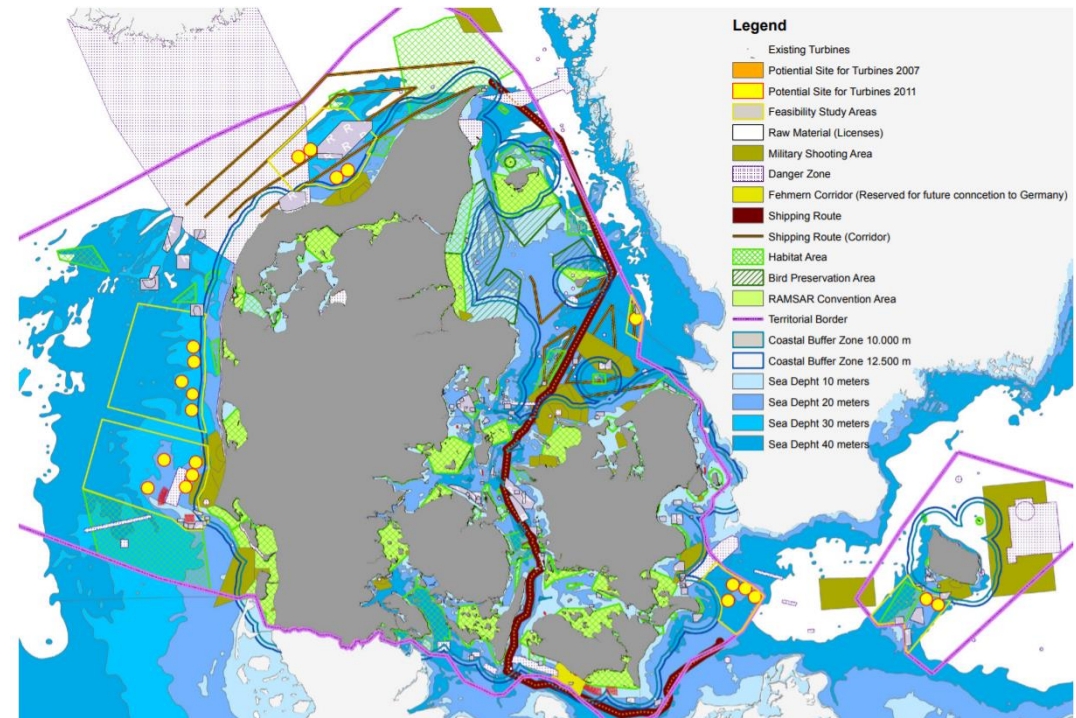 Legend
Existing Turbines
Potential Site for Turbines 2007
Potential Site for Turbines 2011
Feasibility Study Areas
Raw Material (Licenses)
Military Shooting Area
Danger Zone
Fehmern Corridor (Reserved for future conncetion to Germany)
Shipping Route
Shipping Route (Corridor)
Habitat Area
Bird Preservation Area
RAMSAR Convention Area
Territorial Border
Coastal Buffer Zone 10.000 m
Coastal Buffer Zone 12.500 m
Sea Depht 10 meters
Sea Depht 20 meters
Sea Depht 30 meters
Sea Depht 40 meters